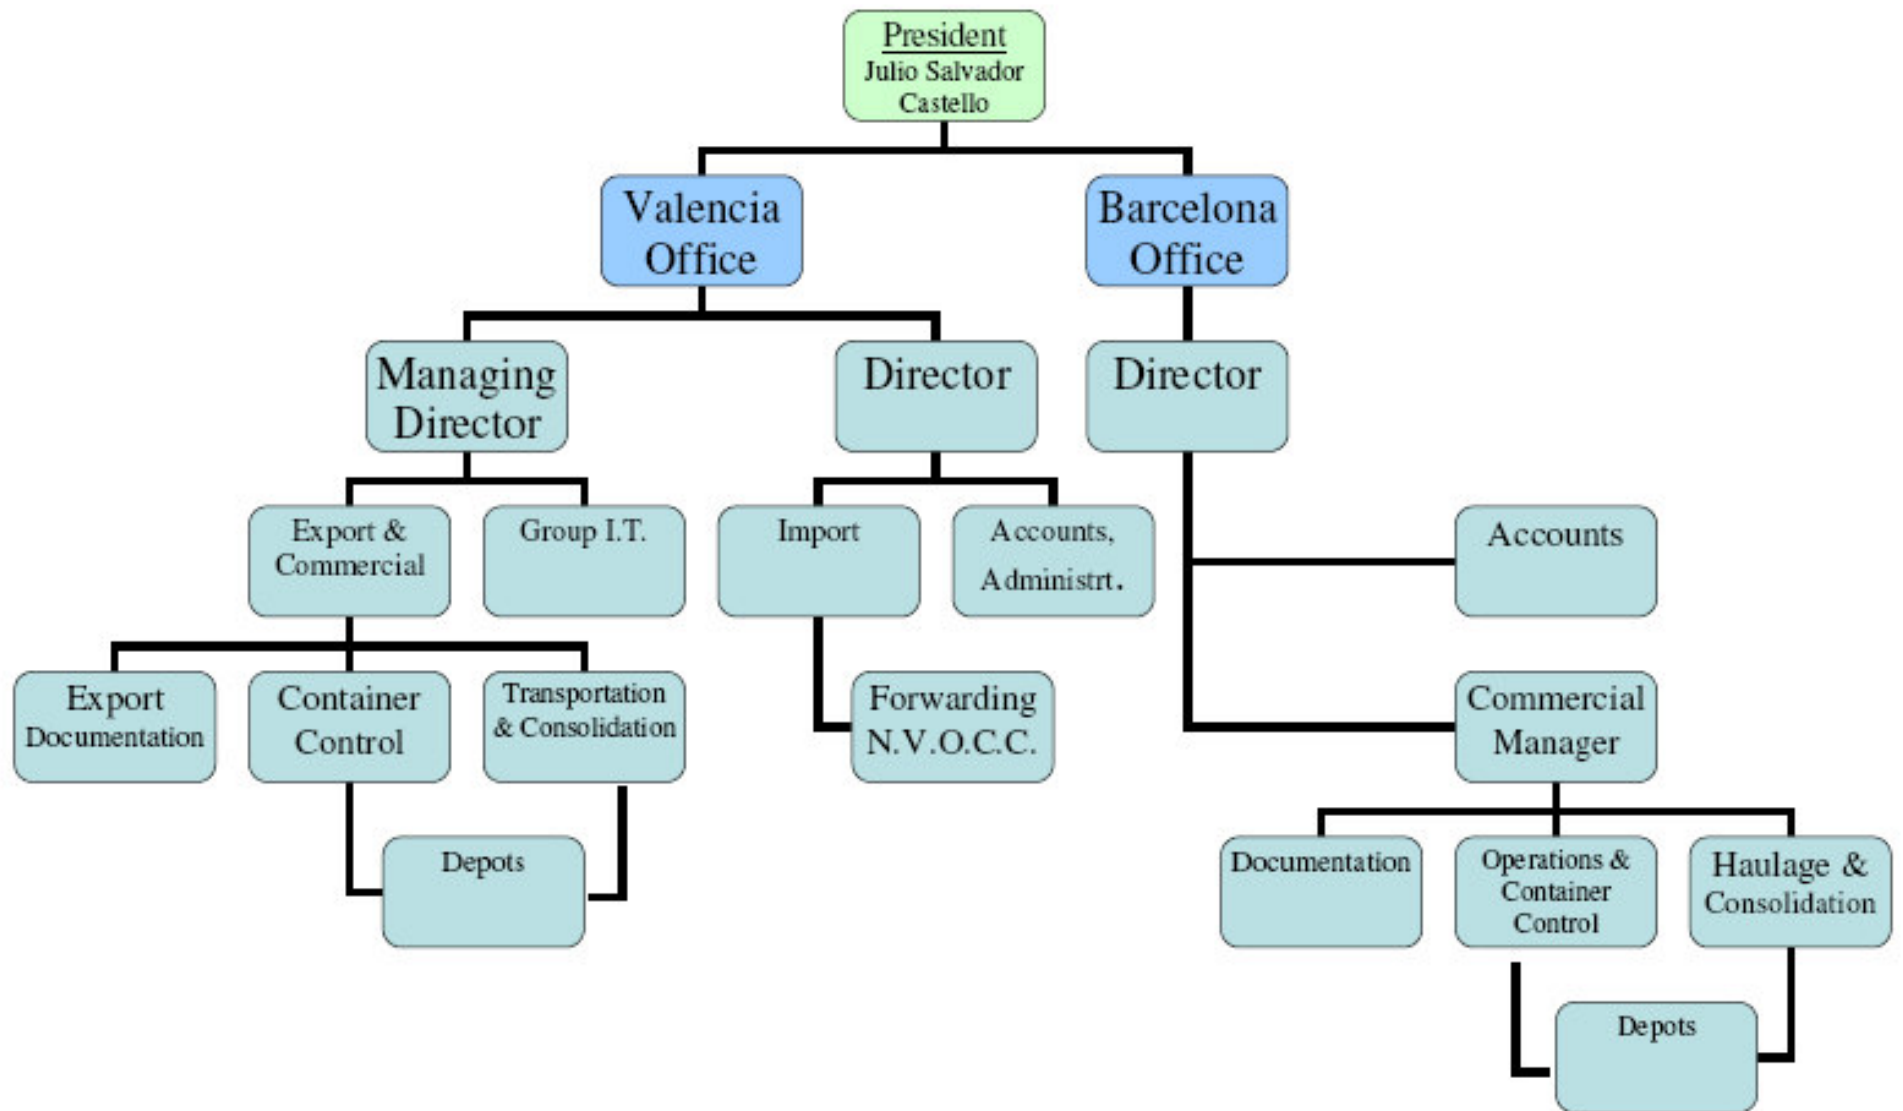 President
Julio Salvador
Castello
Valencia
Office
Barcelona
Office
Managing
Director
Director
Director
Export &
Commercial
Group I.T.
Import
Accounts,
Administrt.
Accounts
Export
Documentation
Container
Control
Transportation
& Consolidation
Forwarding
N.V.O.C.C.
Commercial
Manager
Depots
Documentation
Operations &
Container
Control
Haulage &
Consolidation
Depots